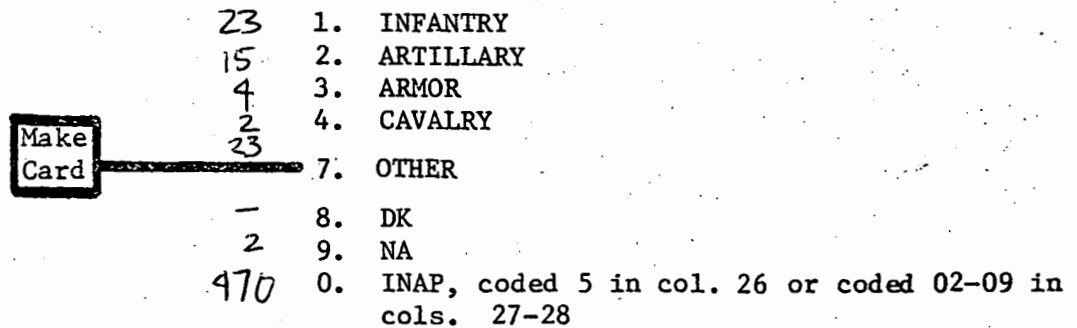 23 1. INFANTRY
15 2. ARTILLARY
4 3. ARMOR
2 4. CAVALRY
Make Card
23 7. OTHER
— 8. DK
2 9. NA
470 0. INAP, coded 5 in col. 26 or coded 02-09 in
cols. 27-28